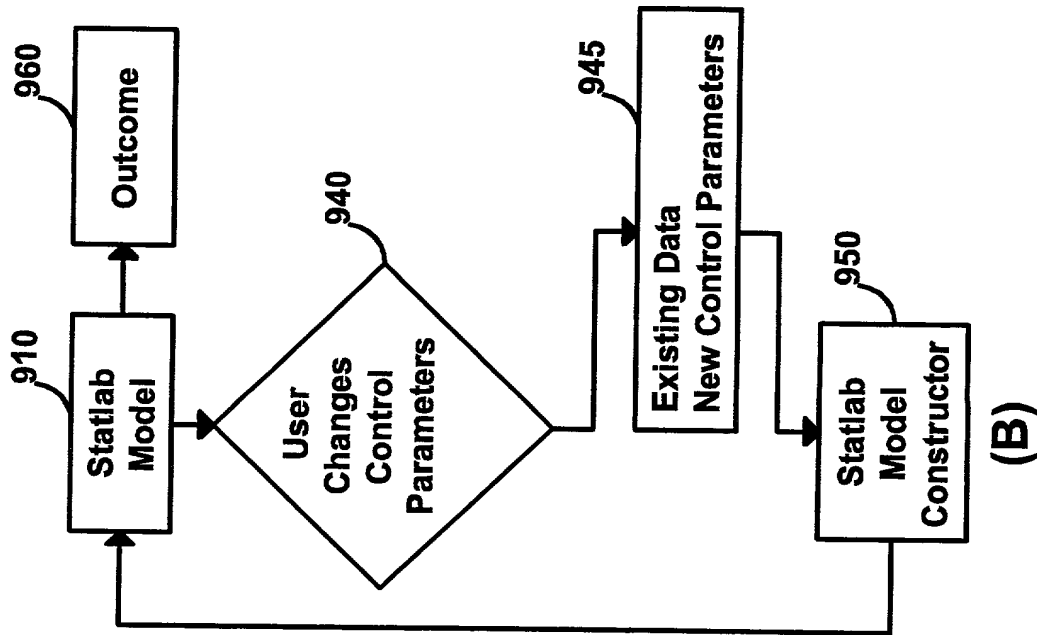 910
Statlab
Model
960
Outcome
940
User
Changes
Control
Parameters
945
Existing Data
New Control Parameters
950
Statlab
Model
Constructor
(B)